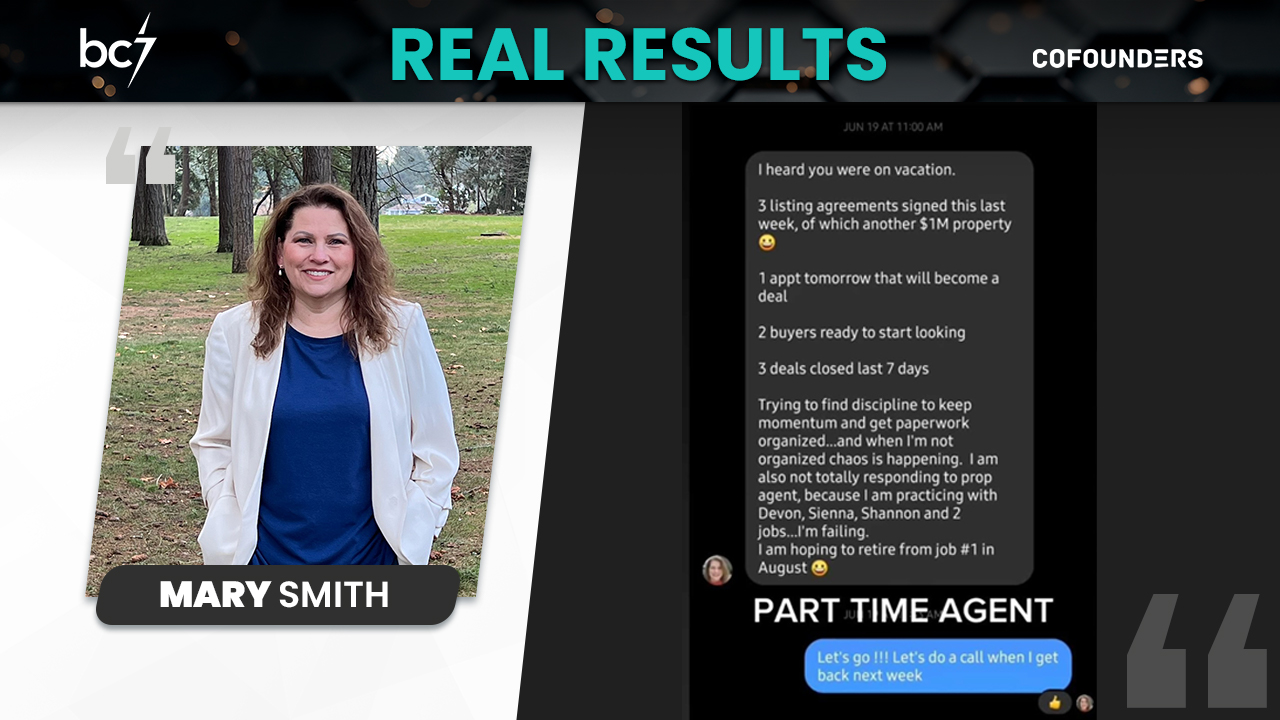 bc7
REAL RESULTS
COFOUNDERS
MARY SMITH
JUN 19 AT 11:00 AM
I heard you were on vacation.
3 listing agreements signed this last
week, of which another $1M property
😀
1 appt tomorrow that will become a
deal
2 buyers ready to start looking
3 deals closed last 7 days
Trying to find discipline to keep
momentum and get paperwork
organized...and when I'm not
organized chaos is happening.  I am
also not totally responding to prop
agent, because I am practicing with
Devon, Sienna, Shannon and 2
jobs...I'm failing.
I am hoping to retire from job #1 in
August 😀
PART TIME AGENT
Let's go !!! Let's do a call when I get
back next week
👍